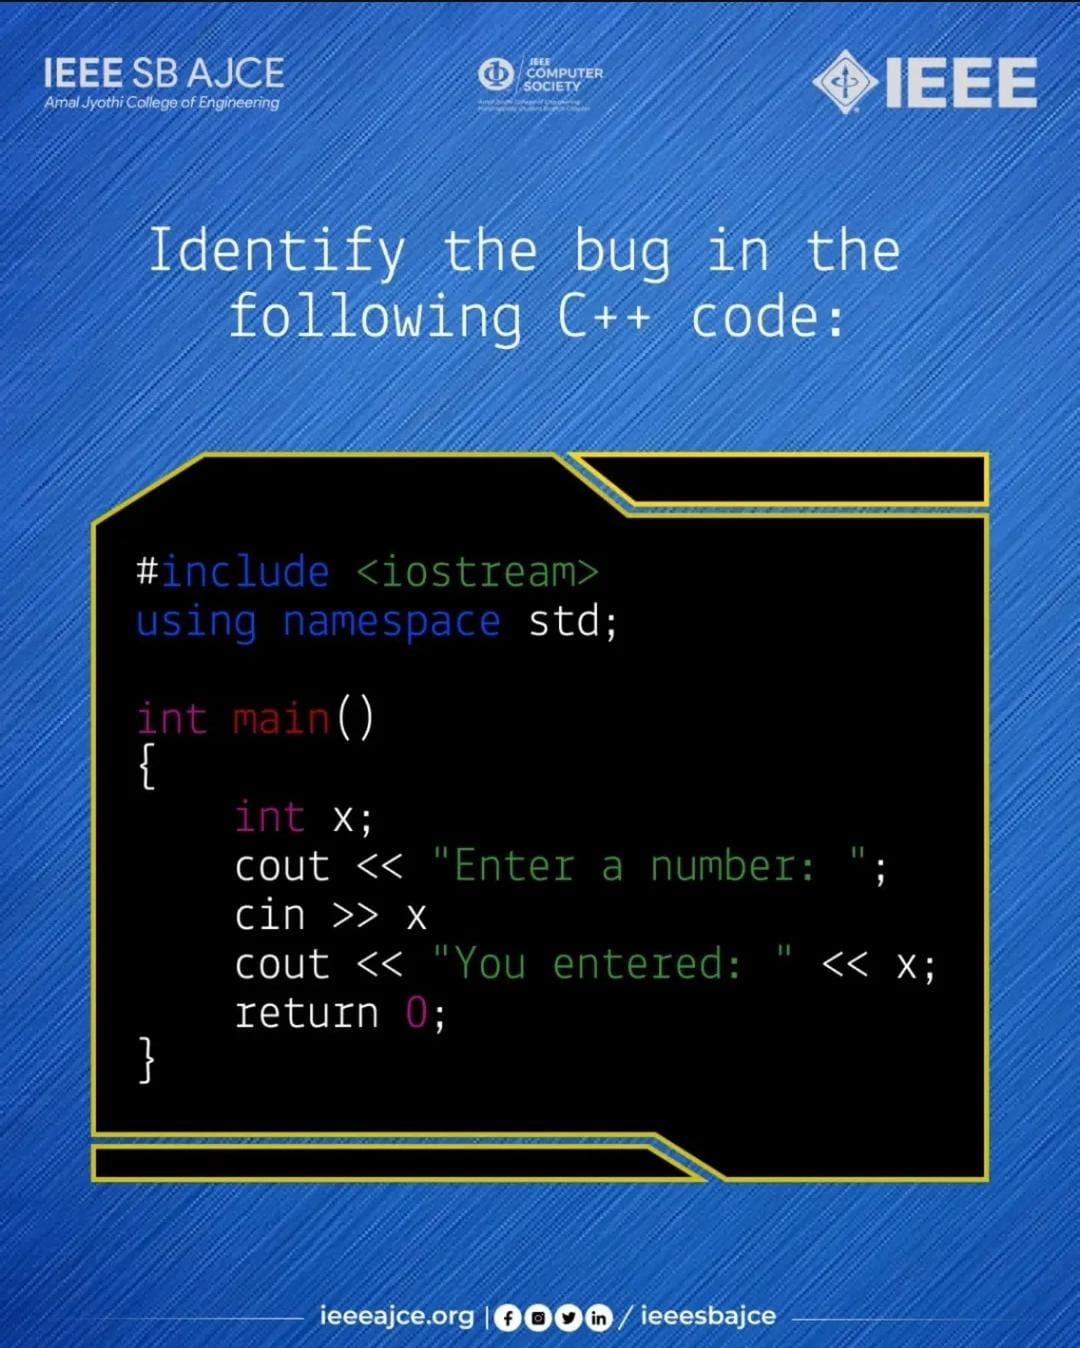 IEEE SB AJCE
Amal Jyothi College of Engineering
IEEE
COMPUTER
SOCIETY
IEEE
Identify the bug in the
following C++ code:
#include <iostream>
using namespace std;
int main()
{
int x;
cout << "Enter a number: ";
cin >> x
cout << "You entered: " << x;
return 0;
}
ieeeajce.org | / ieeesbajce